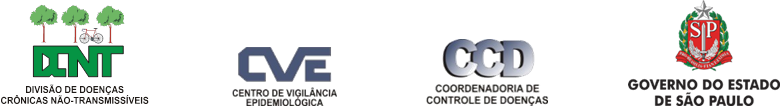 DCNT
DIVISÃO DE DOENÇAS
CRÔNICAS NÃO-TRANSMISSÍVEIS
CVE
CENTRO DE VIGILÂNCIA
EPIDEMIOLÓGICA
CCD
COORDENADORIA DE
CONTROLE DE DOENÇAS
SP
GOVERNO DO ESTADO
DE SÃO PAULO